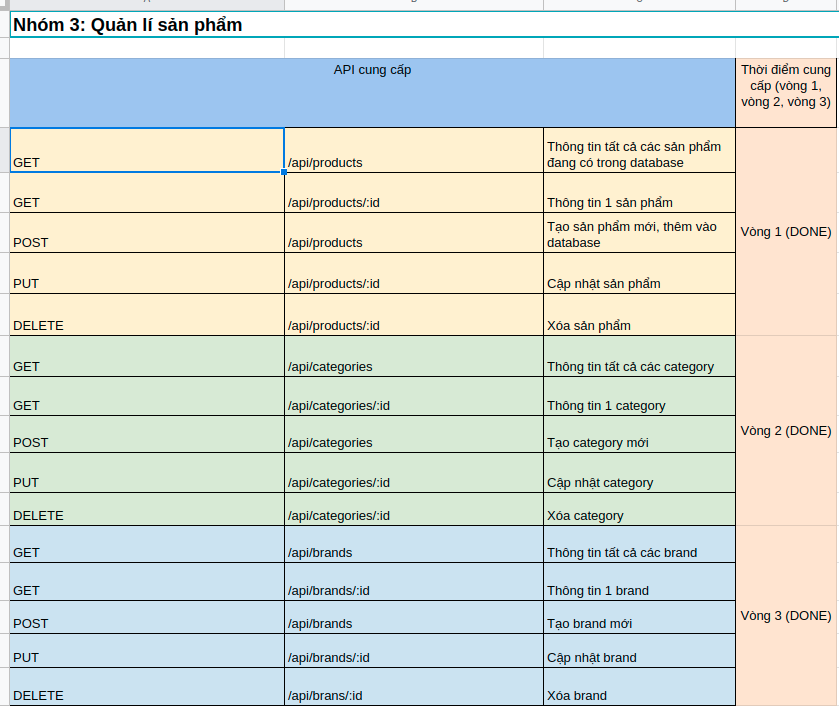 Nhóm 3: Quản lí sản phẩm
API cung cấp
Thời điểm cung
cấp (vòng 1,
vòng 2, vòng 3)
GET
/api/products
Thông tin tất cả các sản phẩm
đang có trong database
GET
/api/products/:id
Thông tin 1 sản phẩm
POST
/api/products
Tạo sản phẩm mới, thêm vào
database
Vòng 1 (DONE)
PUT
/api/products/:id
Cập nhật sản phẩm
DELETE
/api/products/:id
Xóa sản phẩm
GET
/api/categories
Thông tin tất cả các category
GET
/api/categories/:id
Thông tin 1 category
POST
/api/categories
Tạo category mới
Vòng 2 (DONE)
PUT
/api/categories/:id
Cập nhật category
DELETE
/api/categories/:id
Xóa category
GET
/api/brands
Thông tin tất cả các brand
GET
/api/brands/:id
Thông tin 1 brand
POST
/api/brands
Tạo brand mới
Vòng 3 (DONE)
PUT
/api/brands/:id
Cập nhật brand
DELETE
/api/brans/:id
Xóa brand